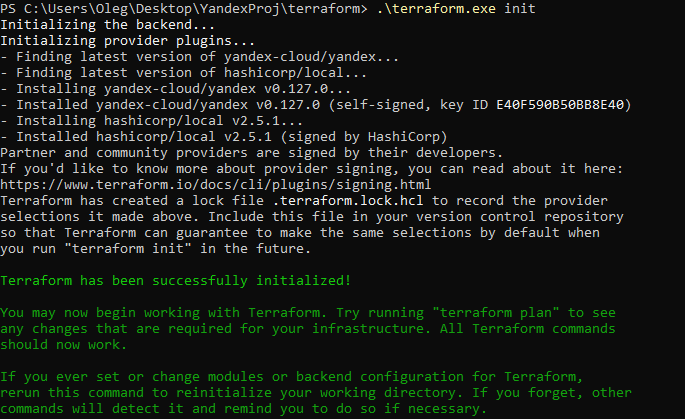 PS C:\Users\Oleg\Desktop\YandexProj\terraform> .\terraform.exe init
Initializing the backend...
Initializing provider plugins...
- Finding latest version of yandex-cloud/yandex...
- Finding latest version of hashicorp/local...
- Installing yandex-cloud/yandex v0.127.0...
- Installed yandex-cloud/yandex v0.127.0 (self-signed, key ID E40F590B50BB8E40)
- Installing hashicorp/local v2.5.1...
- Installed hashicorp/local v2.5.1 (signed by HashiCorp)
Partner and community providers are signed by their developers.
If you'd like to know more about provider signing, you can read about it here:
https://www.terraform.io/docs/cli/plugins/signing.html
Terraform has created a lock file .terraform.lock.hcl to record the provider
selections it made above. Include this file in your version control repository
so that Terraform can guarantee to make the same selections by default when
you run "terraform init" in the future.
Terraform has been successfully initialized!
You may now begin working with Terraform. Try running "terraform plan" to see
any changes that are required for your infrastructure. All Terraform commands
should now work.
If you ever set or change modules or backend configuration for Terraform,
rerun this command to reinitialize your working directory. If you forget, other
commands will detect it and remind you to do so if necessary.